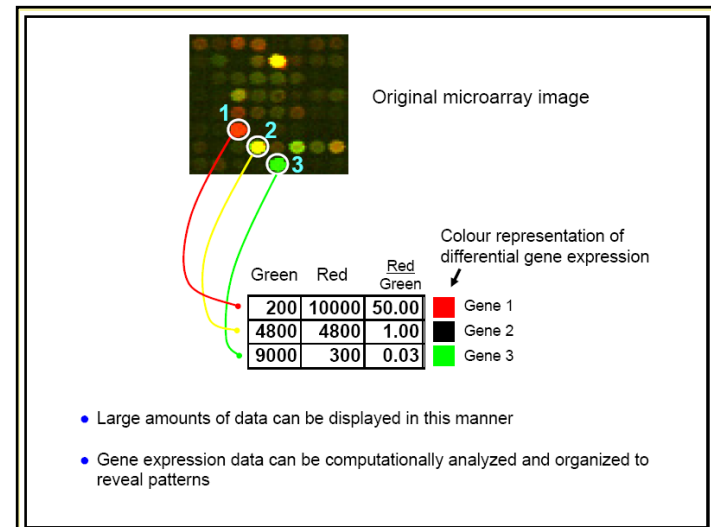 Original microarray image
1
2
3
Colour representation of
differential gene expression
Green Red Red
Green
200 10000 50.00 Gene 1
4800 4800 1.00 Gene 2
9000 300 0.03 Gene 3
• Large amounts of data can be displayed in this manner
• Gene expression data can be computationally analyzed and organized to
reveal patterns